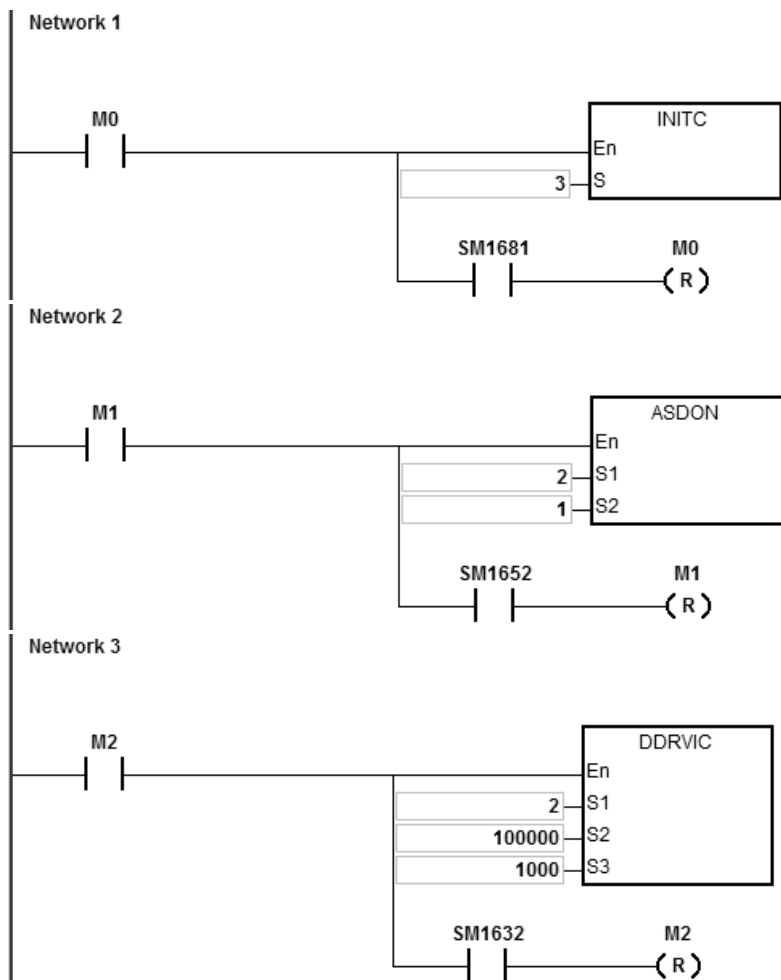 Network 1
M0
INITC
En
3 S
SM1681 M0
( R )
Network 2
M1
ASDON
En
2 S1
1 S2
SM1652 M1
( R )
Network 3
M2
DDRVIC
En
2 S1
100000 S2
1000 S3
SM1632 M2
( R )